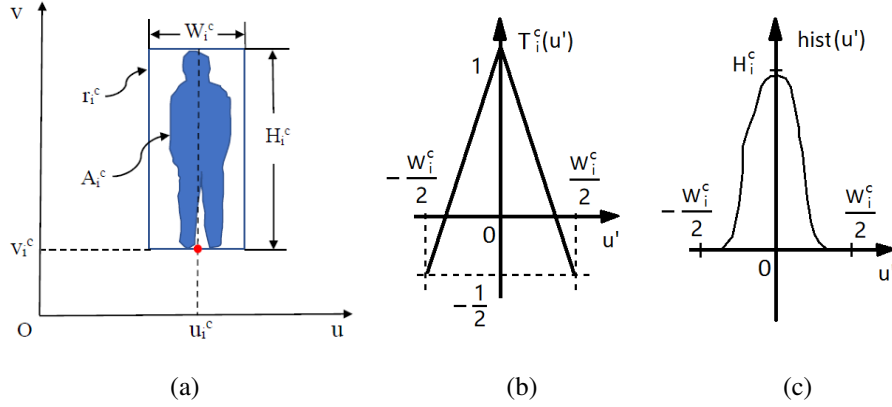 v
W_i^c
r_i^c
A_i^c
H_i^c
v_i^c
O
u_i^c
u
(a)
T_i^c(u')
1
-W_i^c/2
W_i^c/2
0
u'
-1/2
(b)
hist(u')
H_i^c
-W_i^c/2
W_i^c/2
0
u
(c)